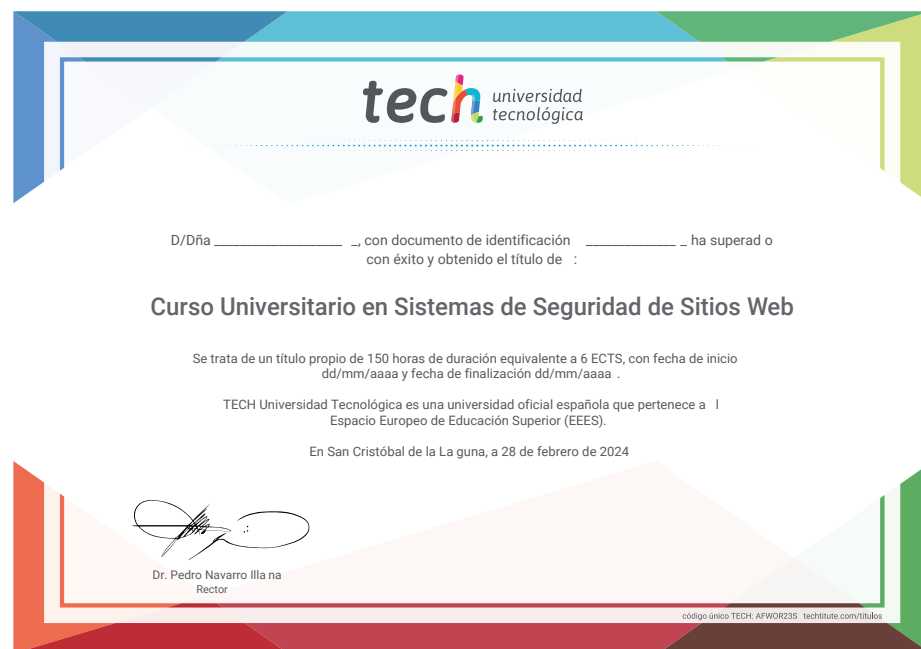 tech universidad
tecnológica
D/Dña ____________________ _, con documento de identificación ______________ _ ha superad o
con éxito y obtenido el título de :
Curso Universitario en Sistemas de Seguridad de Sitios Web
Se trata de un título propio de 150 horas de duración equivalente a 6 ECTS, con fecha de inicio
dd/mm/aaaa y fecha de finalización dd/mm/aaaa .
TECH Universidad Tecnológica es una universidad oficial española que pertenece a l
Espacio Europeo de Educación Superior (EEES).
En San Cristóbal de la La guna, a 28 de febrero de 2024
Dr. Pedro Navarro Illa na
Rector
código único TECH: AFWOR23S techtitute.com/titulos